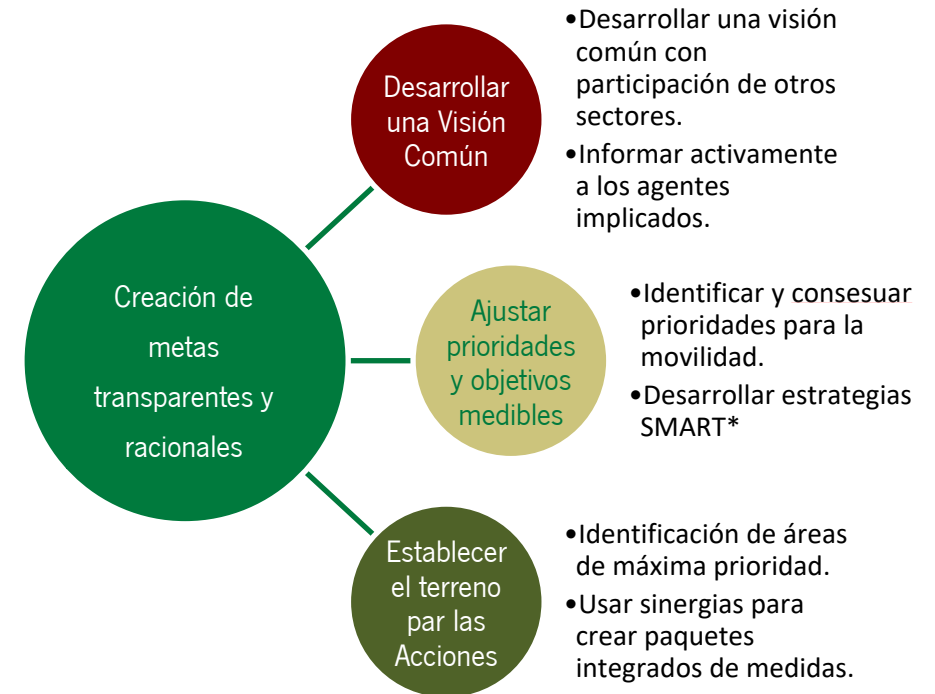 Creación de
metas
transparentes y
racionales
Desarrollar
una Visión
Común
•Desarrollar una visión
común con
participación de otros
sectores.
•Informar activamente
a los agentes
implicados.
Ajustar
prioridades
y objetivos
medibles
•Identificar y consesuar
prioridades para la
movilidad.
•Desarrollar estrategias
SMART*
Establecer
el terreno
par las
Acciones
•Identificación de áreas
de máxima prioridad.
•Usar sinergias para
crear paquetes
integrados de medidas.